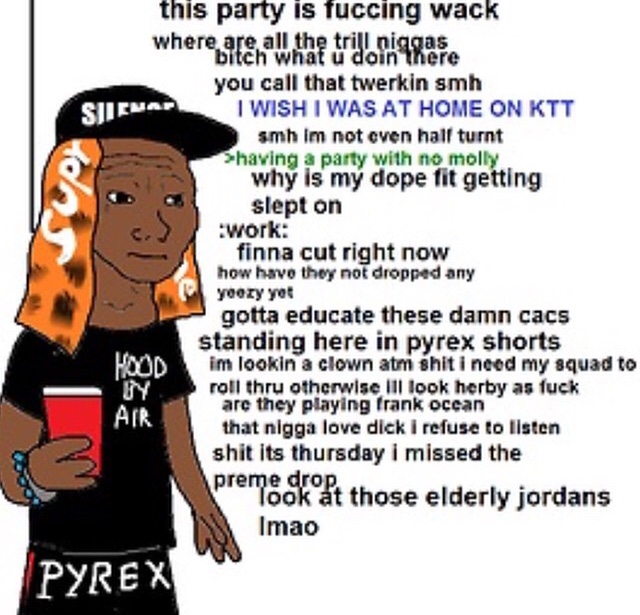 this party is fuccing wack
where are all the trill niggas
bitch what u doin there
you call that twerkin smh
I WISH I WAS AT HOME ON KTT
smh im not even half turnt
>having a party with no molly
why is my dope fit getting
slept on
:work:
finna cut right now
how have they not dropped any
yeezy yet
gotta educate these damn cacs
standing here in pyrex shorts
im lookin a clown atm shit i need my squad to
roll thru otherwise ill look herby as fuck
are they playing frank ocean
that nigga love dick i refuse to listen
shit its thursday i missed the
preme drop
look at those elderly jordans
lmao
SILENCE
Supr
HOOD
BY
AIR
PYREX